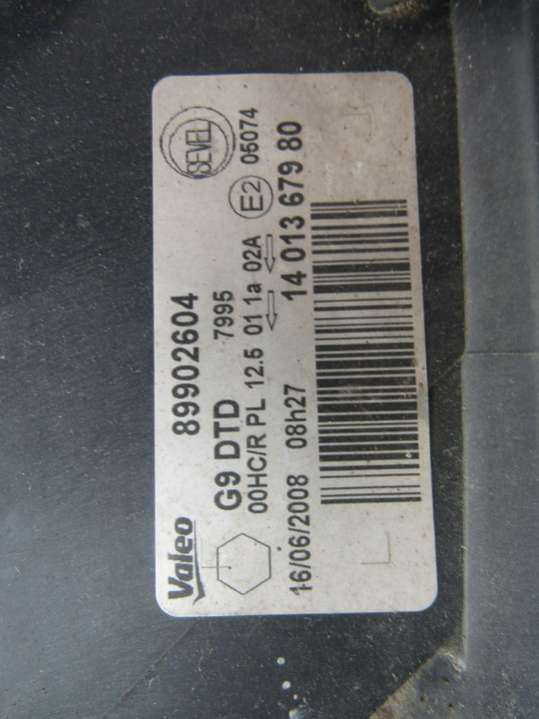 Valeo 89902604 SEVEL
G9 DTD 7995 E2 05074
00HC/R PL 12.5 01 1a 02A
16/06/2008 08h27 14 013 679 80